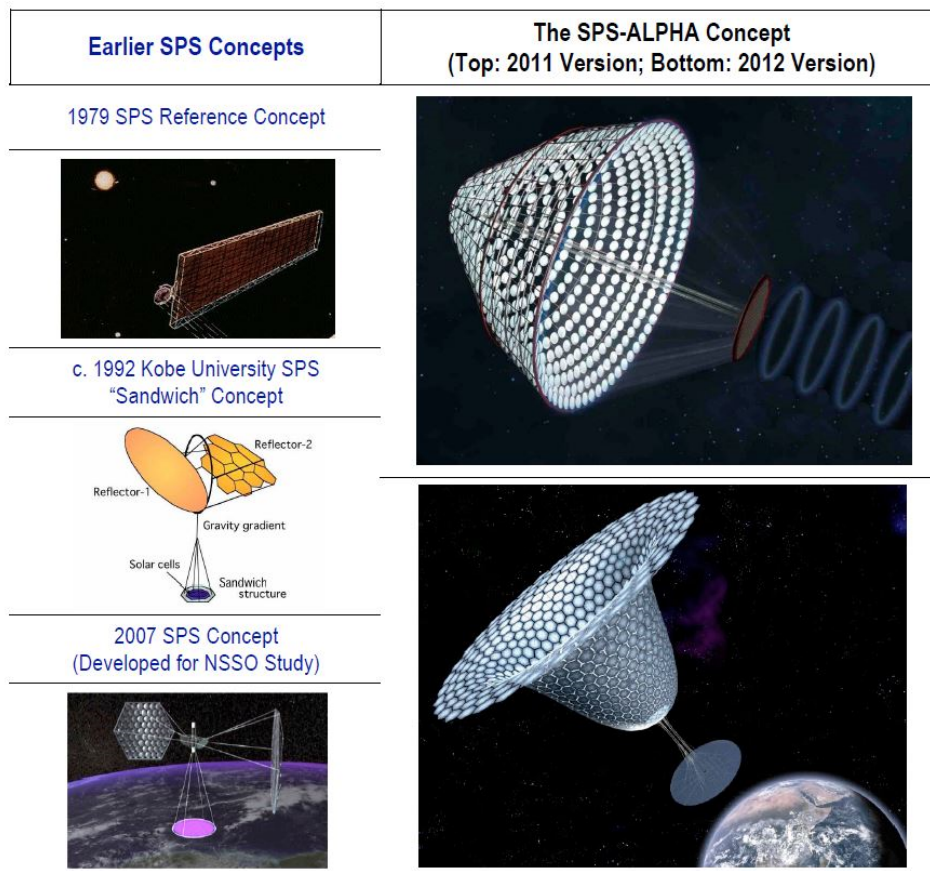 Earlier SPS Concepts
The SPS-ALPHA Concept
(Top: 2011 Version; Bottom: 2012 Version)
1979 SPS Reference Concept
c. 1992 Kobe University SPS
“Sandwich” Concept
Reflector-2
Reflector-1
Gravity gradient
Solar cells
Sandwich
structure
2007 SPS Concept
(Developed for NSSO Study)